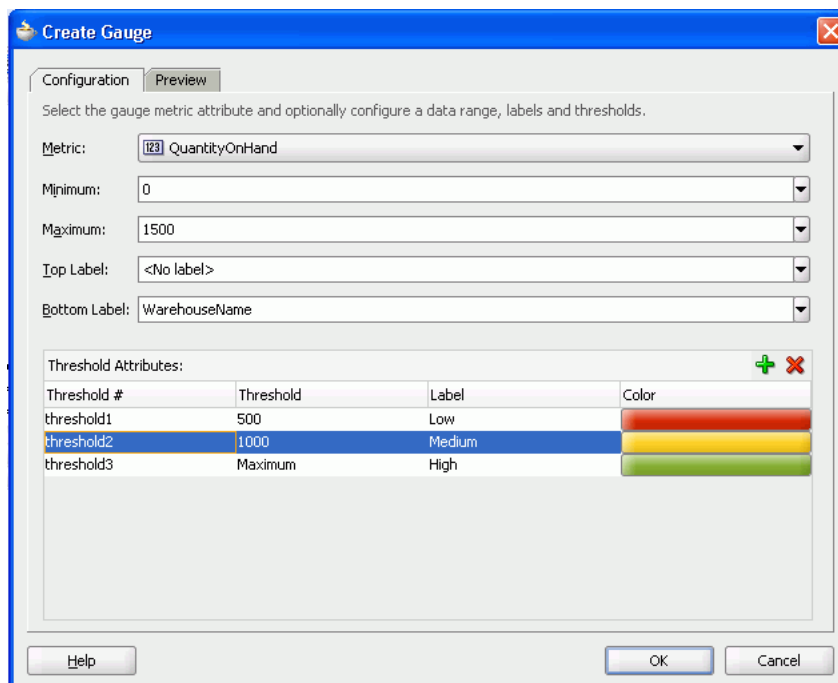 Create Gauge
Configuration Preview
Select the gauge metric attribute and optionally configure a data range, labels and thresholds.
Metric: 123 QuantityOnHand
Minimum: 0
Maximum: 1500
Top Label: <No label>
Bottom Label: WarehouseName
Threshold Attributes:
Threshold # Threshold Label Color
threshold1 500 Low
threshold2 1000 Medium
threshold3 Maximum High
Help OK Cancel